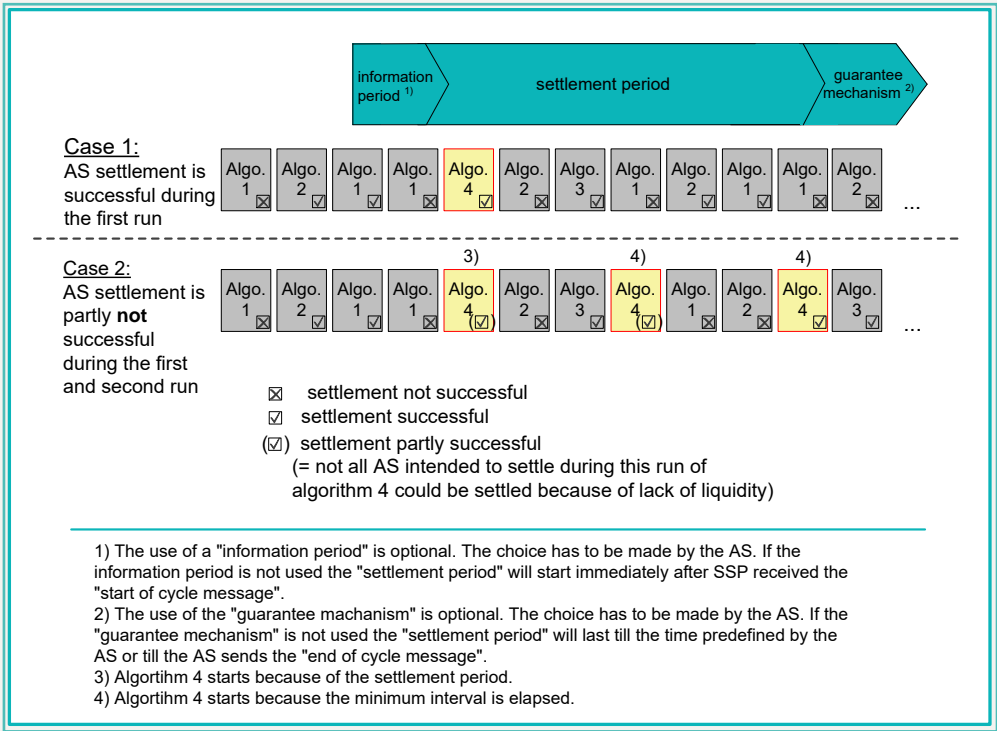 information
period 1)
settlement period
guarantee
mechanism 2)
Case 1:
AS settlement is
successful during
the first run
Algo.
1 ☒
Algo.
2 ☑
Algo.
1 ☑
Algo.
1 ☒
Algo.
4 ☑
Algo.
2 ☒
Algo.
3 ☑
Algo.
1 ☒
Algo.
2 ☑
Algo.
1 ☑
Algo.
1 ☒
Algo.
2 ☒
...
Case 2:
AS settlement is
partly not
successful
during the first
and second run
3)
4)
4)
Algo.
1 ☒
Algo.
2 ☑
Algo.
1 ☑
Algo.
1 ☒
Algo.
4 (☑)
Algo.
2 ☒
Algo.
3 ☑
Algo.
4 (☑)
Algo.
1 ☒
Algo.
2 ☒
Algo.
4 ☑
Algo.
3 ☑
...
☒ settlement not successful
☑ settlement successful
(☑) settlement partly successful
(= not all AS intended to settle during this run of
algorithm 4 could be settled because of lack of liquidity)
1) The use of a "information period" is optional. The choice has to be made by the AS. If the
information period is not used the "settlement period" will start immediately after SSP received the
"start of cycle message".
2) The use of the "guarantee machanism" is optional. The choice has to be made by the AS. If the
"guarantee mechanism" is not used the "settlement period" will last till the time predefined by the
AS or till the AS sends the "end of cycle message".
3) Algortihm 4 starts because of the settlement period.
4) Algortihm 4 starts because the minimum interval is elapsed.